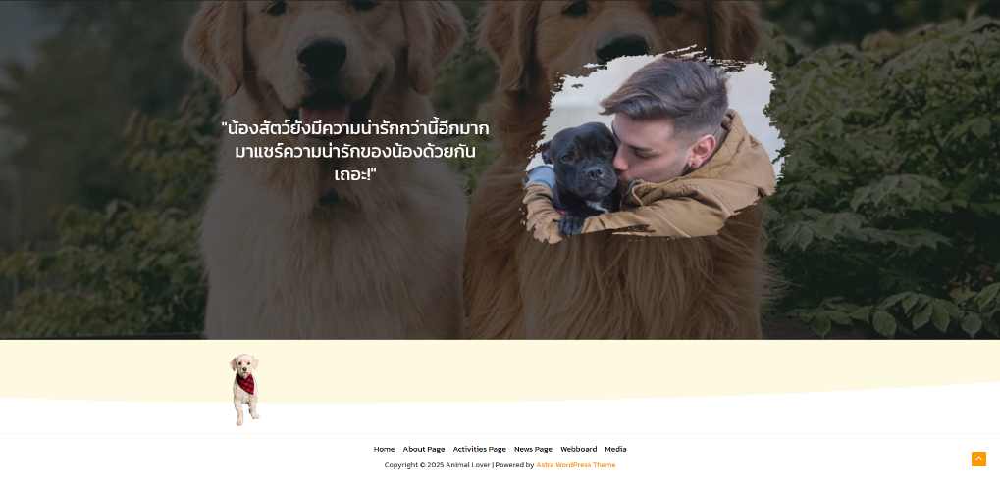 "น้องสัตว์ยังมีความน่ารักกว่านี้อีกมาก
มาแชร์ความน่ารักของน้องด้วยกัน
เถอะ!"
Home About Page Activities Page News Page Webboard Media
Copyright © 2025 Animal Lover | Powered by Astra WordPress Theme